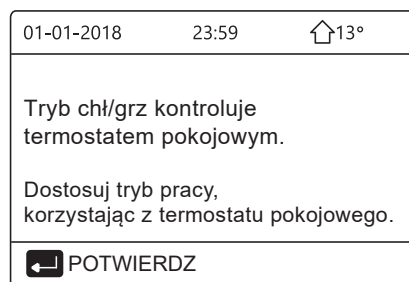 01-01-2018 23:59 13°
Tryb chł/grz kontroluje
termostatem pokojowym.
Dostosuj tryb pracy,
korzystając z termostatu pokojowego.
POTWIERDZ